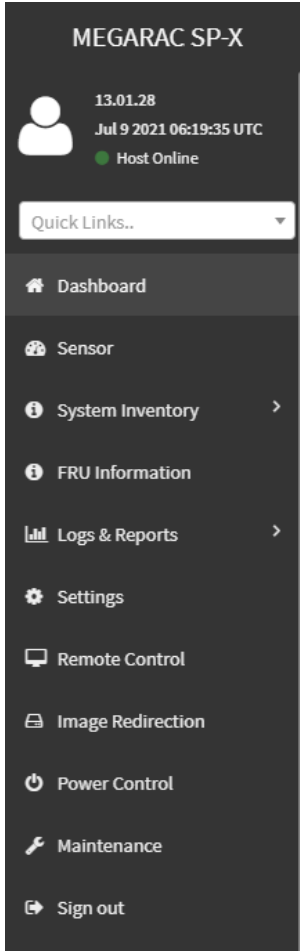 MEGARAC SP-X
13.01.28
Jul 9 2021 06:19:35 UTC
Host Online
Quick Links..
Dashboard
Sensor
System Inventory
FRU Information
Logs & Reports
Settings
Remote Control
Image Redirection
Power Control
Maintenance
Sign out